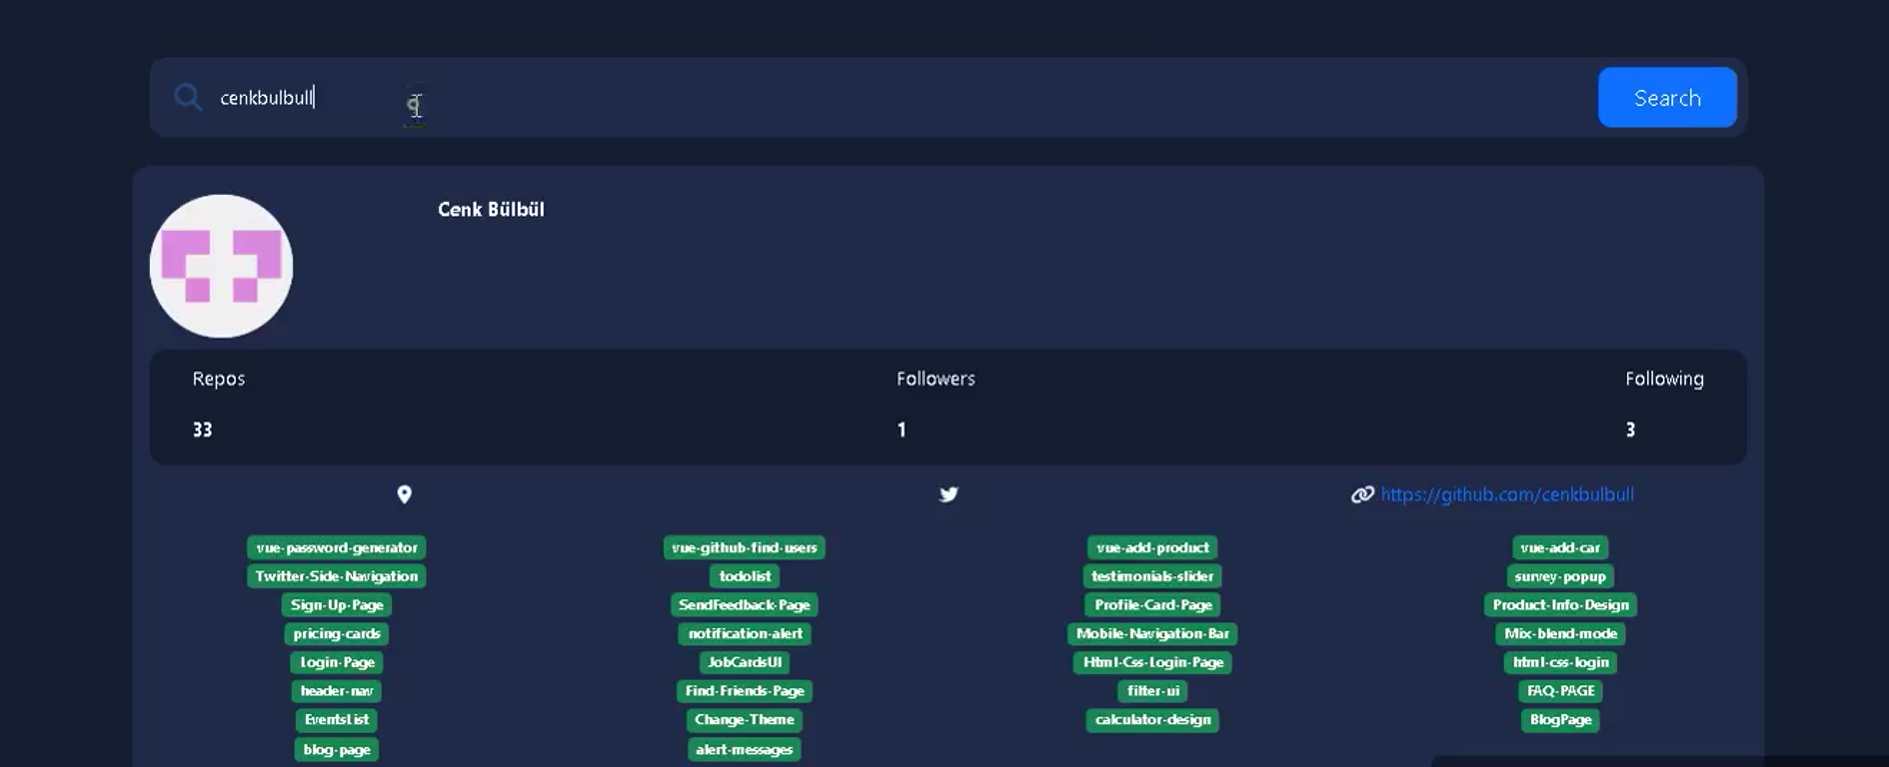 cenkbulbull
Search
Cenk Bülbül
Repos Followers Following
33 1 3
https://github.com/cenkbulbull
vue-password-generator vue-github-find-users vue-add-product vue-add-car
Twitter-Side-Navigation todolist testimonials-slider survey-popup
Sign-Up-Page SendFeedback-Page Profile-Card-Page Product-Info-Design
pricing-cards notification-alert Mobile-Navigation-Bar Mix-blend-mode
Login-Page JobCardsUI Html-Css-Login-Page html-css-login
header-nav Find-Friends-Page filter-ui FAQ-PAGE
EventsList Change-Theme calculator-design BlogPage
blog-page alert-messages